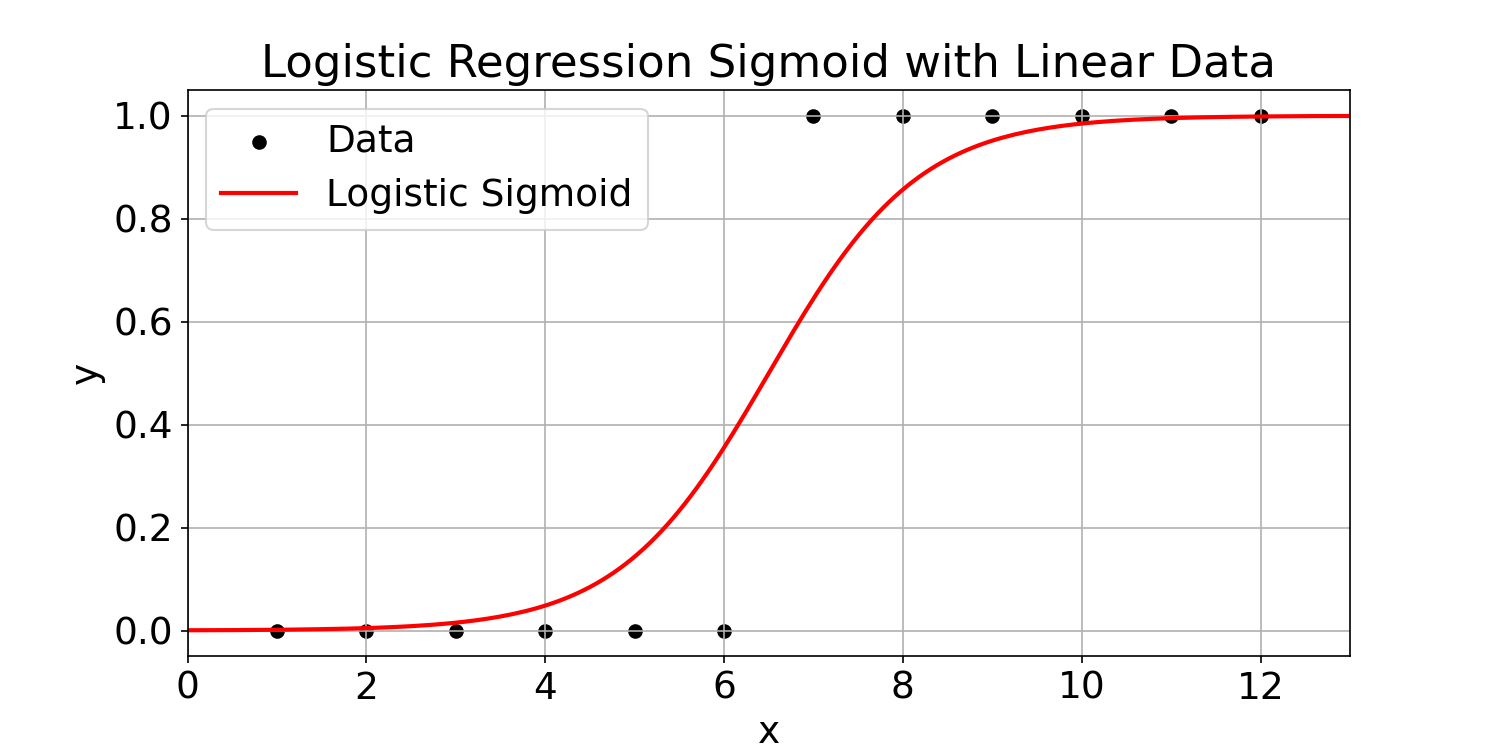 Logistic Regression Sigmoid with Linear Data
Data
Logistic Sigmoid
1.0
0.8
0.6
0.4
0.2
0.0
y
0 2 4 6 8 10 12
x